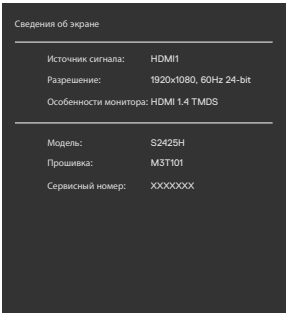 Сведения об экране
Источник сигнала: HDMI1
Разрешение: 1920x1080, 60Hz 24-bit
Особенности монитора: HDMI 1.4 TMDS
Модель: S2425H
Прошивка: M3T101
Сервисный номер: XXXXXXX